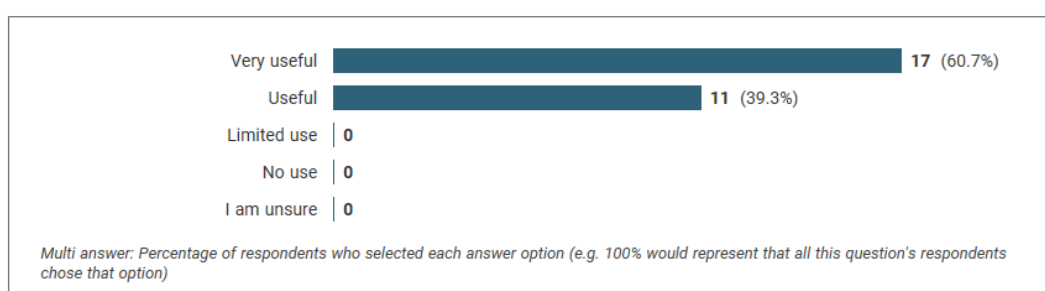 Very useful 17 (60.7%)
Useful 11 (39.3%)
Limited use 0
No use 0
I am unsure 0
Multi answer: Percentage of respondents who selected each answer option (e.g. 100% would represent that all this question's respondents
chose that option)